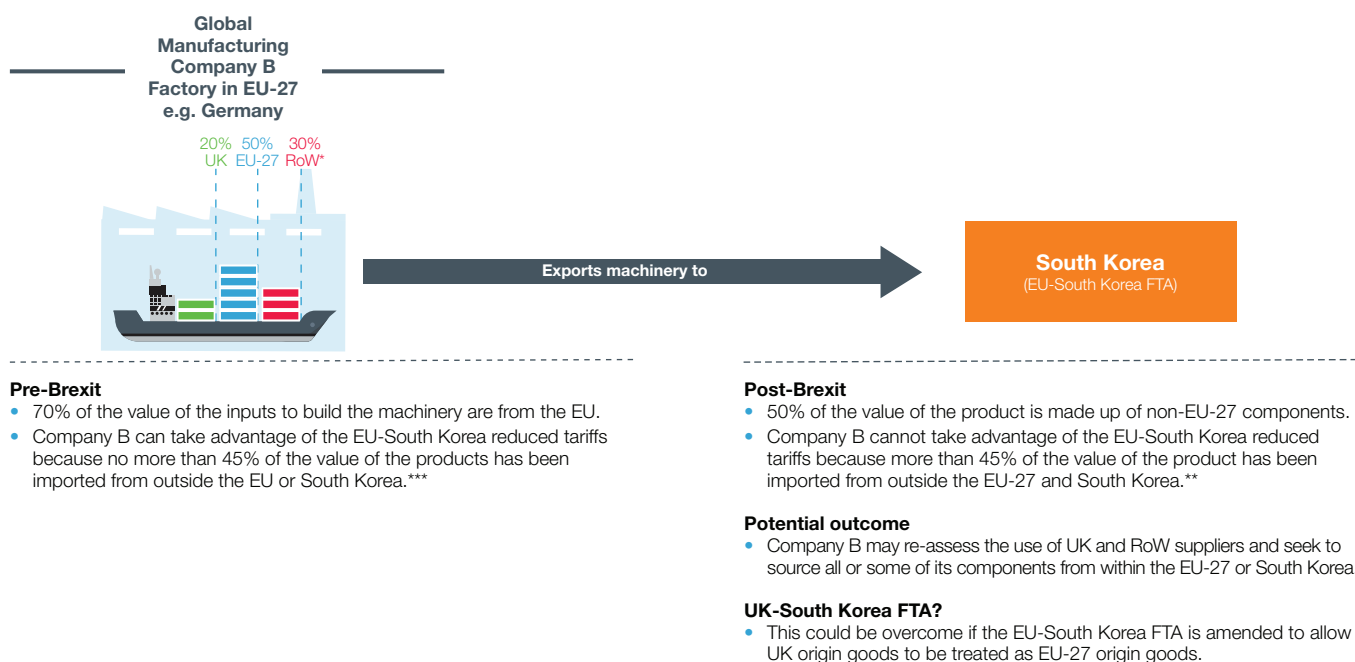 Global
Manufacturing
Company B
Factory in EU-27
e.g. Germany
20% 50% 30%
UK EU-27 RoW*
Exports machinery to
South Korea
(EU-South Korea FTA)
Pre-Brexit
• 70% of the value of the inputs to build the machinery are from the EU.
• Company B can take advantage of the EU-South Korea reduced tariffs
because no more than 45% of the value of the products has been
imported from outside the EU or South Korea.***
Post-Brexit
• 50% of the value of the product is made up of non-EU-27 components.
• Company B cannot take advantage of the EU-South Korea reduced
tariffs because more than 45% of the value of the product has been
imported from outside the EU-27 and South Korea.**
Potential outcome
• Company B may re-assess the use of UK and RoW suppliers and seek to
source all or some of its components from within the EU-27 or South Korea
UK-South Korea FTA?
• This could be overcome if the EU-South Korea FTA is amended to allow
UK origin goods to be treated as EU-27 origin goods.